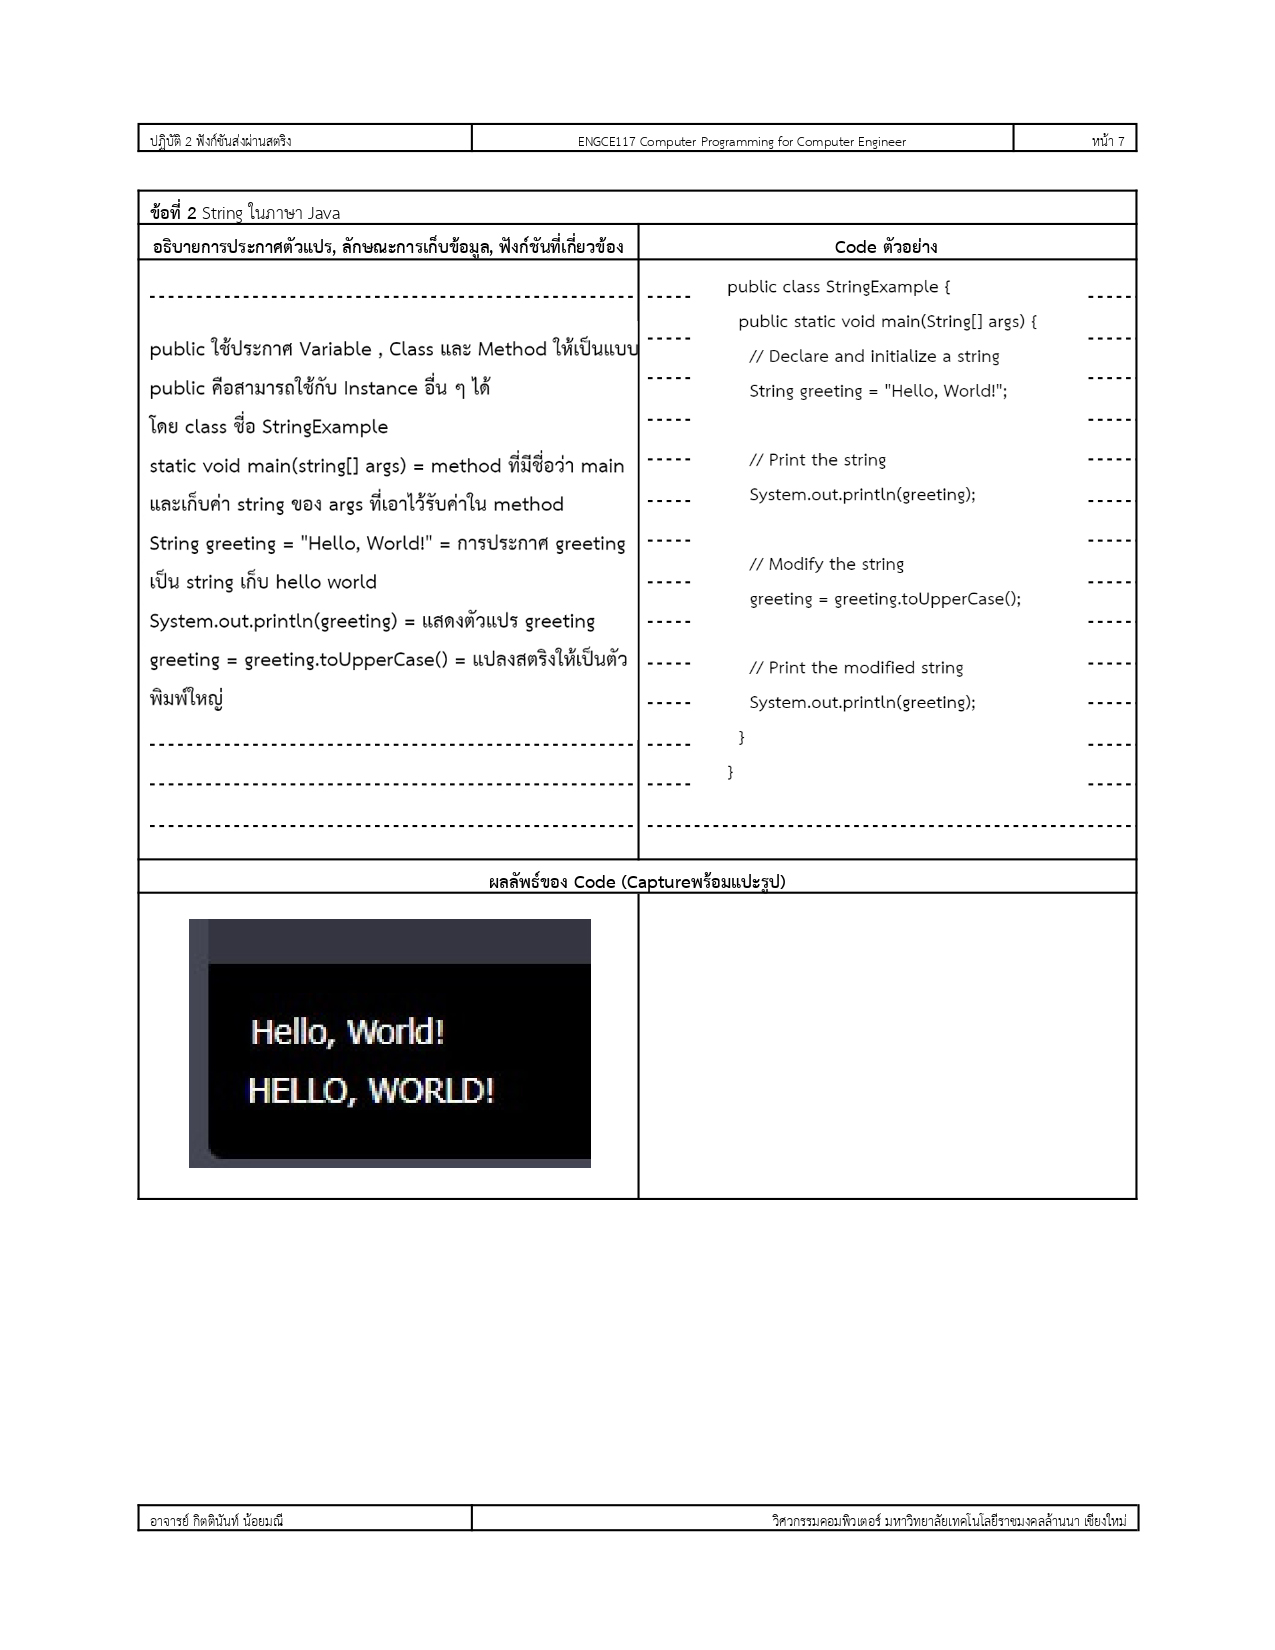 ปฏิบัติ 2 ฟังก์ชันส่งผ่านสตริง
ENGCE117 Computer Programming for Computer Engineer
หน้า 7
ข้อที่ 2 String ในภาษา Java
อธิบายการประกาศตัวแปร, ลักษณะการเก็บข้อมูล, ฟังก์ชันที่เกี่ยวข้อง
Code ตัวอย่าง
public ใช้ประกาศ Variable , Class และ Method ให้เป็นแบบ
public คือสามารถใช้กับ Instance อื่น ๆ ได้
โดย class ชื่อ StringExample
static void main(string[] args) = method ที่มีชื่อว่า main
และเก็บค่า string ของ args ที่เอาไว้รับค่าใน method
String greeting = "Hello, World!" = การประกาศ greeting
เป็น string เก็บ hello world
System.out.println(greeting) = แสดงตัวแปร greeting
greeting = greeting.toUpperCase() = แปลงสตริงให้เป็นตัว
พิมพ์ใหญ่
public class StringExample {
public static void main(String[] args) {
// Declare and initialize a string
String greeting = "Hello, World!";
// Print the string
System.out.println(greeting);
// Modify the string
greeting = greeting.toUpperCase();
// Print the modified string
System.out.println(greeting);
}
}
ผลลัพธ์ของ Code (Captureพร้อมแปะรูป)
Hello, World!
HELLO, WORLD!
อาจารย์ กิตตินันท์ น้อยมณี
วิศวกรรมคอมพิวเตอร์ มหาวิทยาลัยเทคโนโลยีราชมงคลล้านนา เชียงใหม่